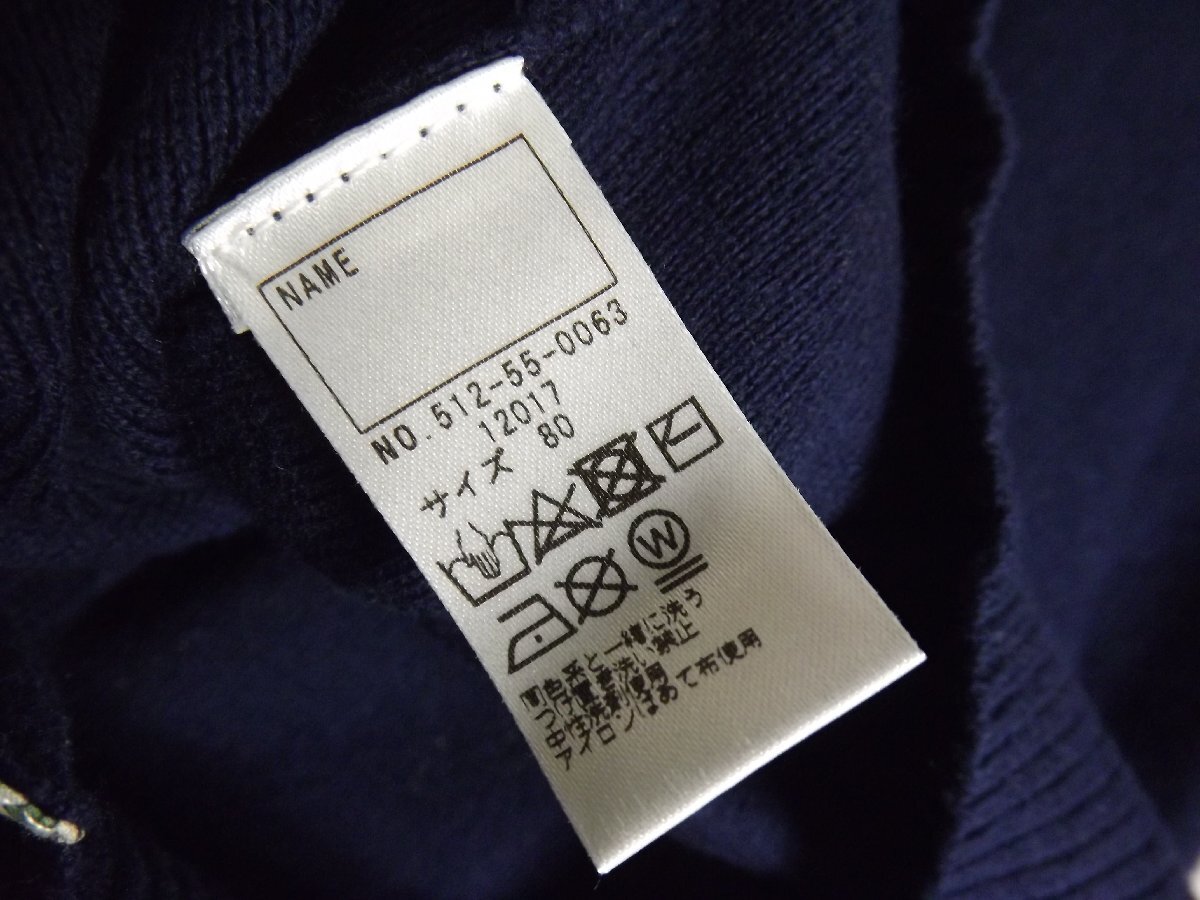 NAME
NO.512-55-0063
12017
サイズ 80
W
同色系と一緒に洗う
つけ置き洗い禁止
中性洗剤使用
アイロンはあて布使用